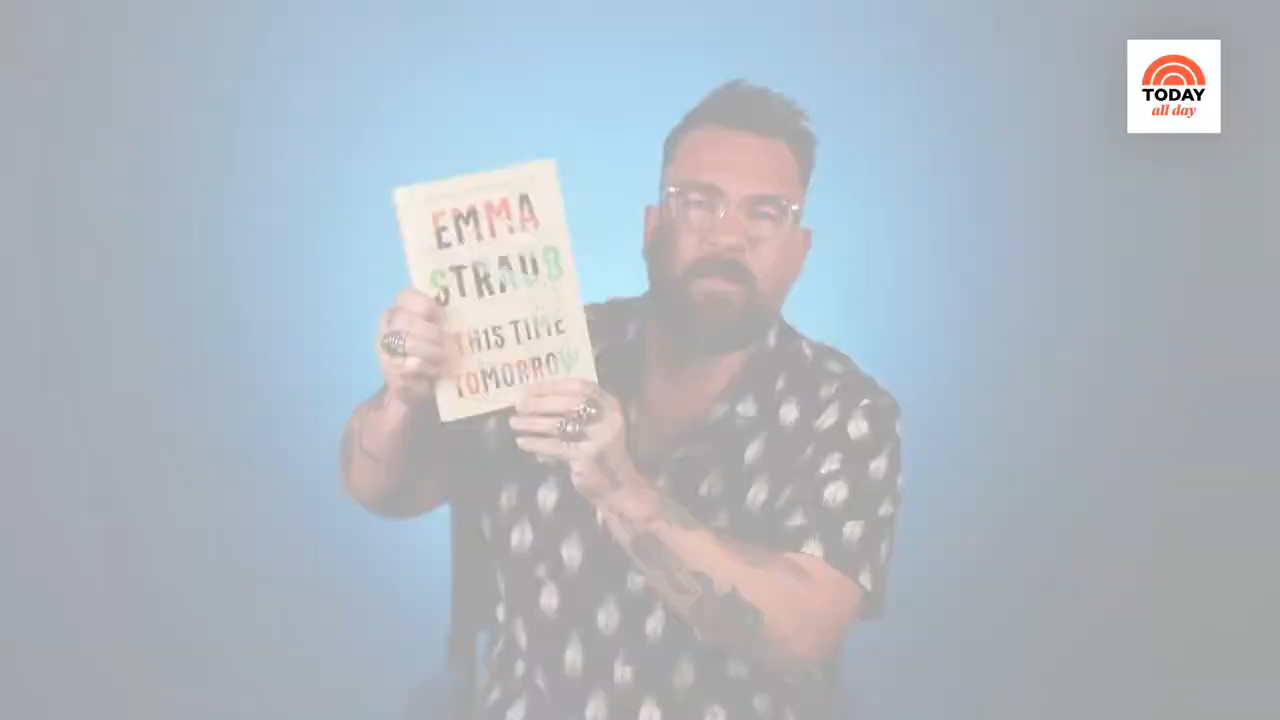 EMMA
STRAUB
THIS TIME
TOMORROW
TODAY
all day